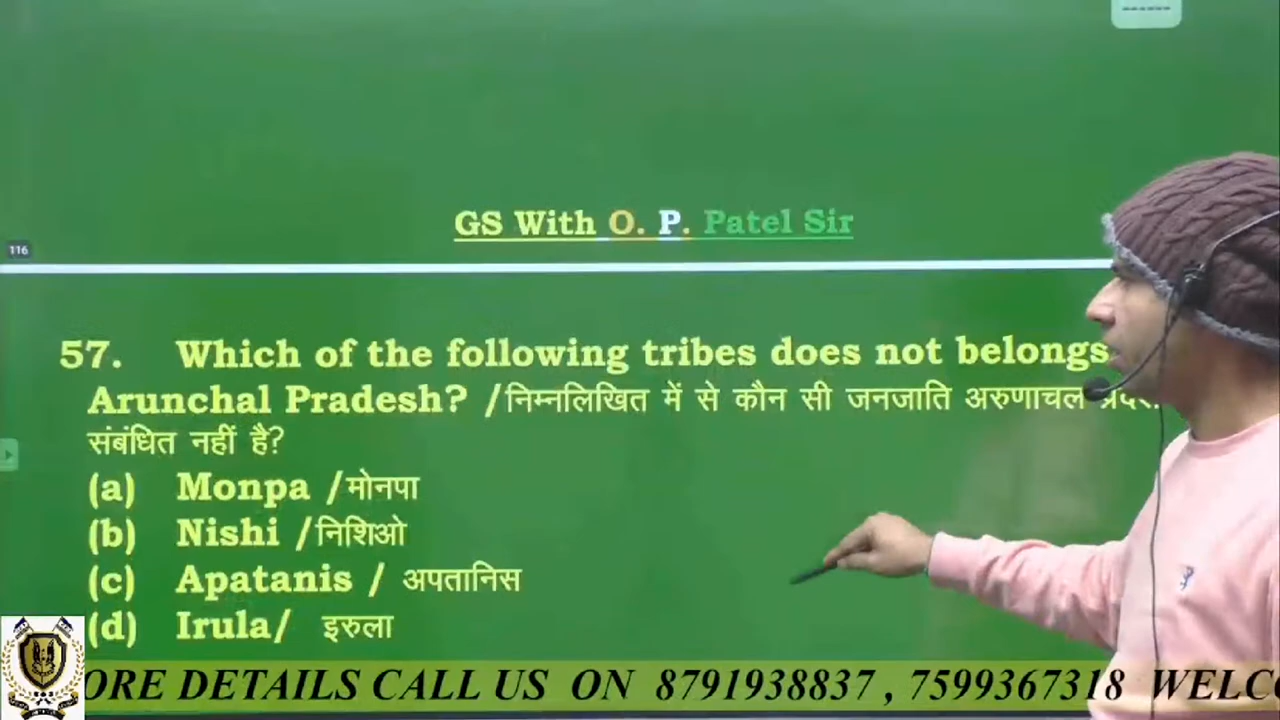 GS With O. P. Patel Sir
116
57. Which of the following tribes does not belongs
Arunchal Pradesh? /निम्नलिखित में से कौन सी जनजाति अरुणाचल
संबंधित नहीं है?
(a) Monpa /मोनपा
(b) Nishi /निशिओ
(c) Apatanis / अपतानिस
(d) Irula/ इरुला
ORE DETAILS CALL US ON 8791938837 , 7599367318 WELC